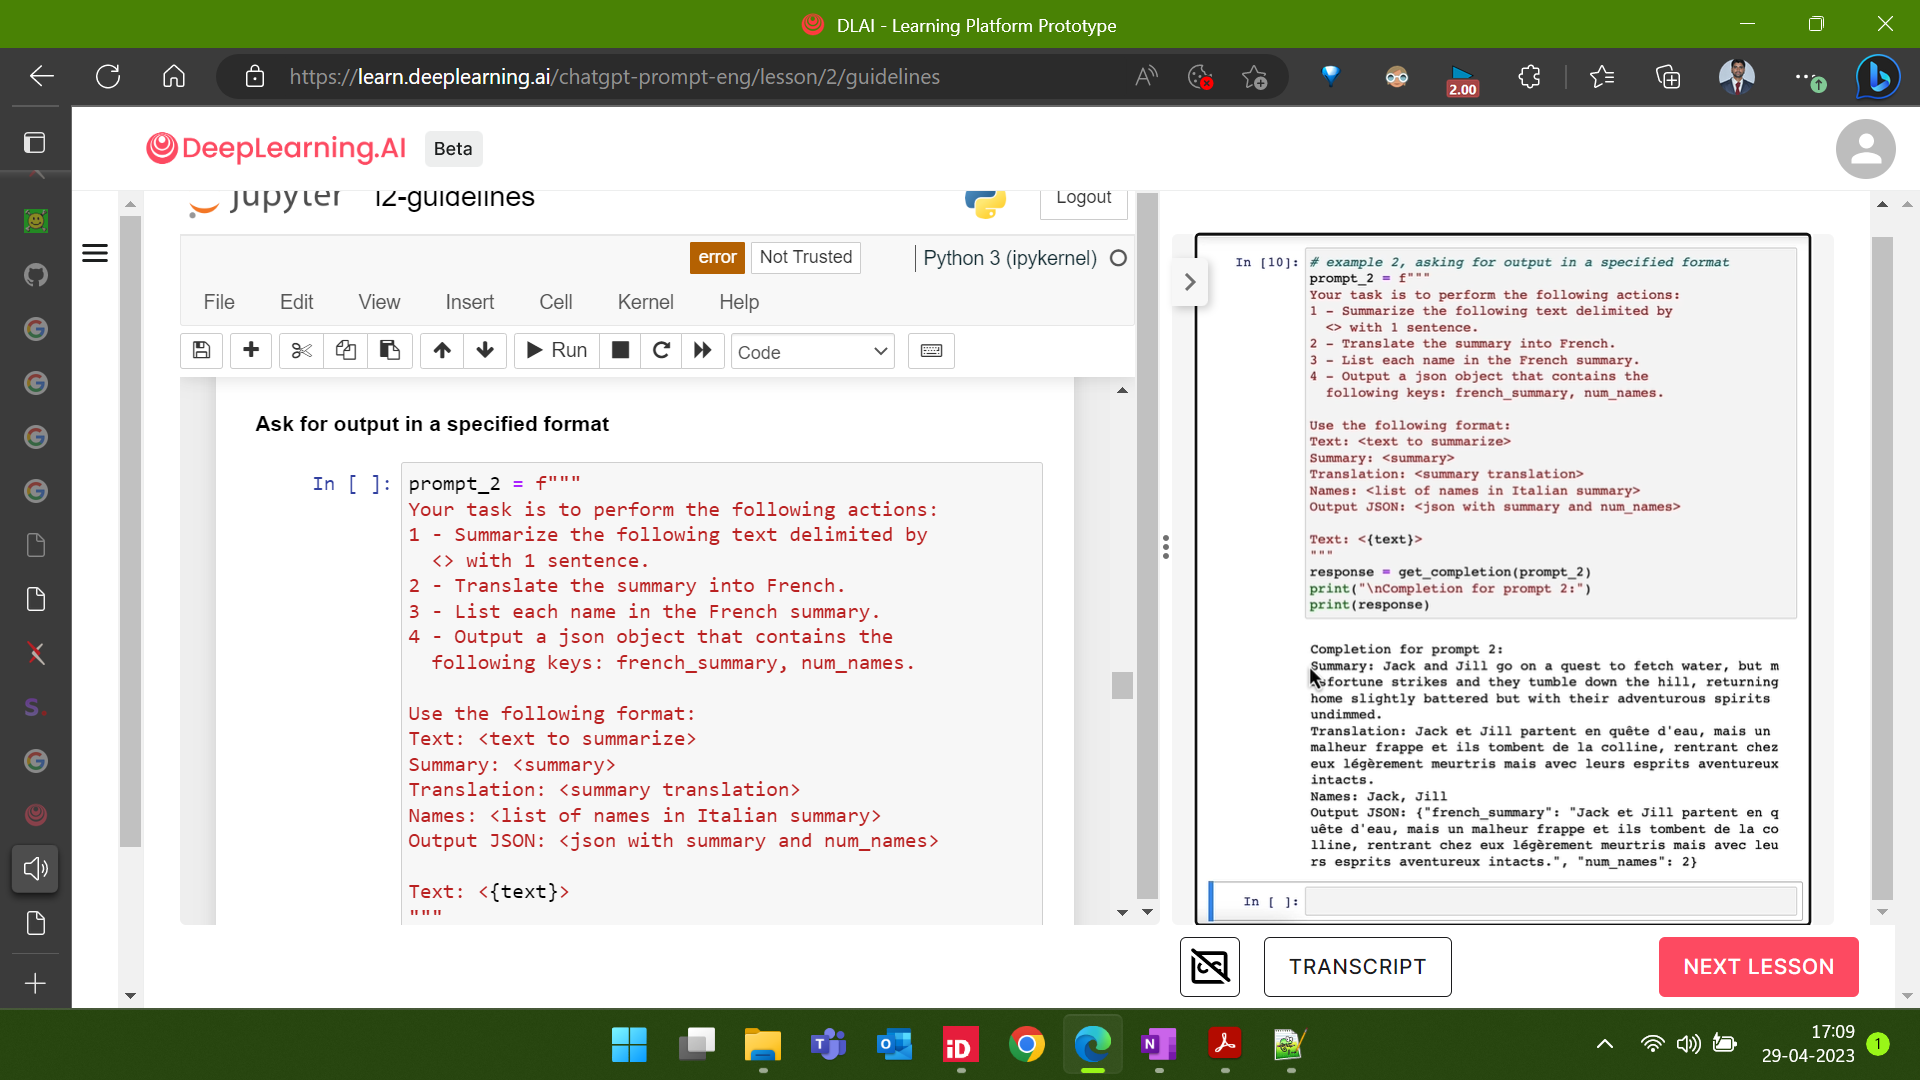 DLAI - Learning Platform Prototype
https://learn.deeplearning.ai/chatgpt-prompt-eng/lesson/2/guidelines
2.00
DeepLearning.AI Beta
jupyter l2-guidelines
Logout
error Not Trusted Python 3 (ipykernel)
File Edit View Insert Cell Kernel Help
Run Code
Ask for output in a specified format
In [ ]: prompt_2 = f"""
Your task is to perform the following actions:
1 - Summarize the following text delimited by
<> with 1 sentence.
2 - Translate the summary into French.
3 - List each name in the French summary.
4 - Output a json object that contains the
following keys: french_summary, num_names.
Use the following format:
Text: <text to summarize>
Summary: <summary>
Translation: <summary translation>
Names: <list of names in Italian summary>
Output JSON: <json with summary and num_names>
Text: <{text}>
"""
In [10]: # example 2, asking for output in a specified format
prompt_2 = f"""
Your task is to perform the following actions:
1 - Summarize the following text delimited by
<> with 1 sentence.
2 - Translate the summary into French.
3 - List each name in the French summary.
4 - Output a json object that contains the
following keys: french_summary, num_names.
Use the following format:
Text: <text to summarize>
Summary: <summary>
Translation: <summary translation>
Names: <list of names in Italian summary>
Output JSON: <json with summary and num_names>
Text: <{text}>
"""
response = get_completion(prompt_2)
print("\nCompletion for prompt 2:")
print(response)
Completion for prompt 2:
Summary: Jack and Jill go on a quest to fetch water, but m
isfortune strikes and they tumble down the hill, returning
home slightly battered but with their adventurous spirits
undimmed.
Translation: Jack et Jill partent en quête d'eau, mais un
malheur frappe et ils tombent de la colline, rentrant chez
eux légèrement meurtris mais avec leurs esprits aventureux
intacts.
Names: Jack, Jill
Output JSON: {"french_summary": "Jack et Jill partent en q
uête d'eau, mais un malheur frappe et ils tombent de la co
lline, rentrant chez eux légèrement meurtris mais avec leu
rs esprits aventureux intacts.", "num_names": 2}
In [ ]:
CC TRANSCRIPT NEXT LESSON
17:09
29-04-2023 1